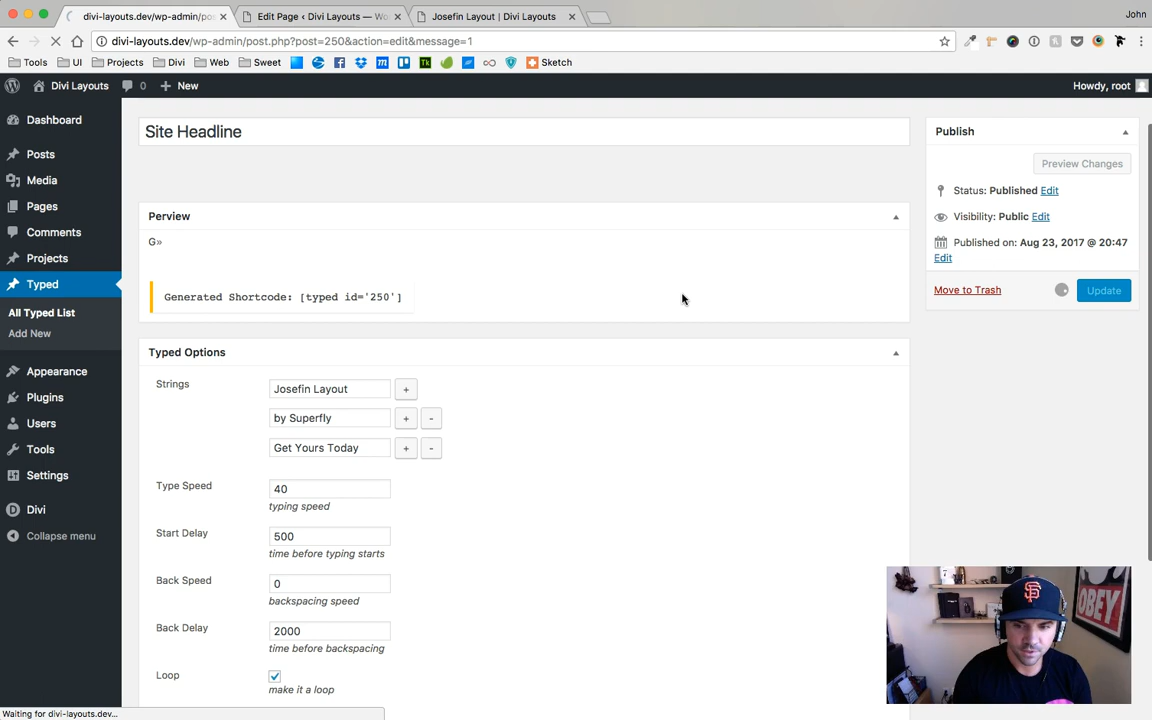 divi-layouts.dev/wp-admin/pos
Edit Page ‹ Divi Layouts — Wo
Josefin Layout | Divi Layouts
John
divi-layouts.dev/wp-admin/post.php?post=250&action=edit&message=1
Tools
UI
Projects
Divi
Web
Sweet
Sketch
Divi Layouts
0
New
Howdy, root
Dashboard
Posts
Media
Pages
Comments
Projects
Typed
All Typed List
Add New
Appearance
Plugins
Users
Tools
Settings
Divi
Collapse menu
Site Headline
Perview
G»
Generated Shortcode: [typed id='250']
Typed Options
Strings
Josefin Layout
+
by Superfly
+ -
Get Yours Today
+ -
Type Speed
40
typing speed
Start Delay
500
time before typing starts
Back Speed
0
backspacing speed
Back Delay
2000
time before backspacing
Loop
make it a loop
Publish
Preview Changes
Status: Published Edit
Visibility: Public Edit
Published on: Aug 23, 2017 @ 20:47
Edit
Move to Trash
Update
OBEY
Waiting for divi-layouts.dev...